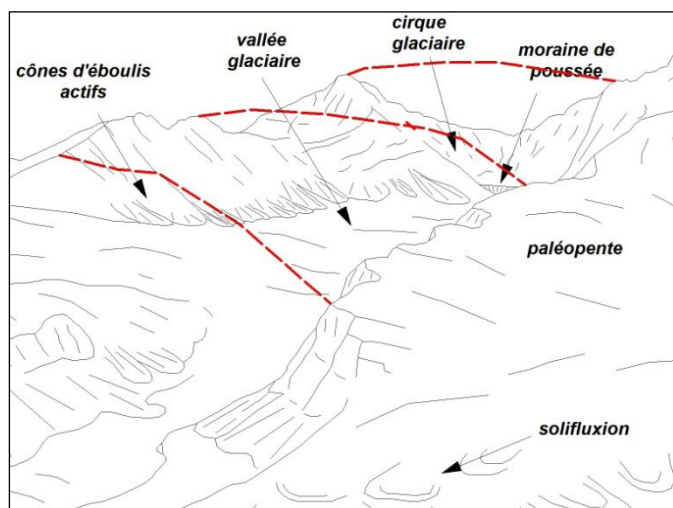 cônes d'éboulis
actifs
vallée
glaciaire
cirque
glaciaire
moraine de
poussée
paléopente
solifluxion